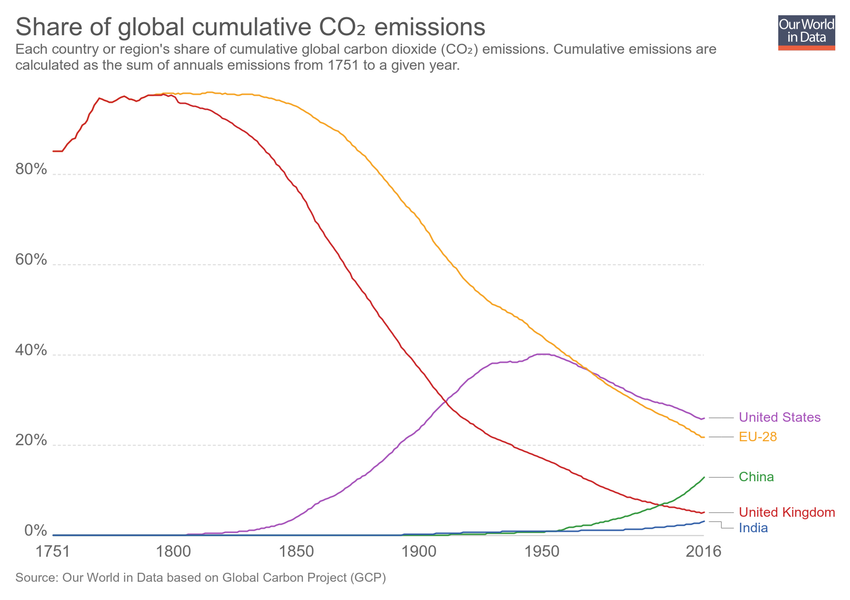 Share of global cumulative CO₂ emissions
Our World
in Data
Each country or region's share of cumulative global carbon dioxide (CO₂) emissions. Cumulative emissions are
calculated as the sum of annuals emissions from 1751 to a given year.
80%
60%
40%
20%
0%
United States
EU-28
China
United Kingdom
India
1751 1800 1850 1900 1950 2016
Source: Our World in Data based on Global Carbon Project (GCP)